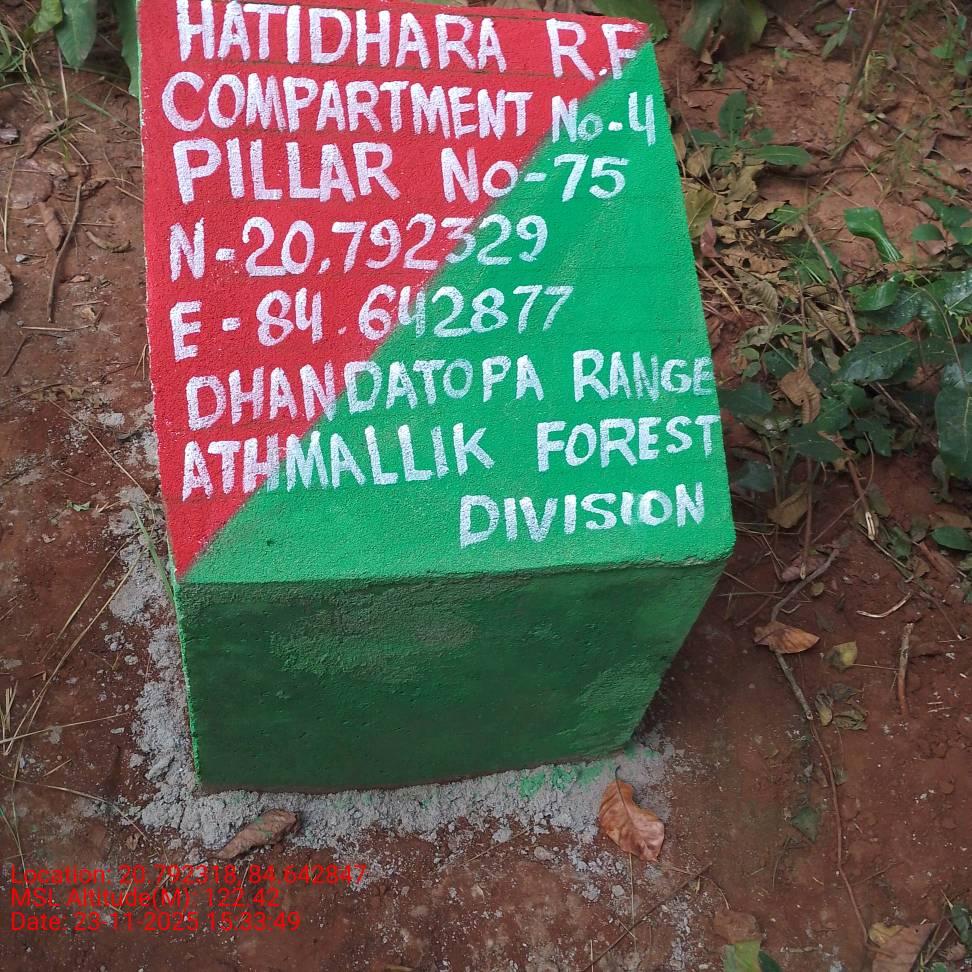 HATIDHARA R.F
COMPARTMENT No-4
PILLAR No-75
N-20.792329
E-84.642877
DHANDATOPA RANGE
ATHMALLIK FOREST
DIVISION
Location: 20.792318, 84.642847
MSL Altitude(M): 122.42
Date: 23-11-2025 15:33:49